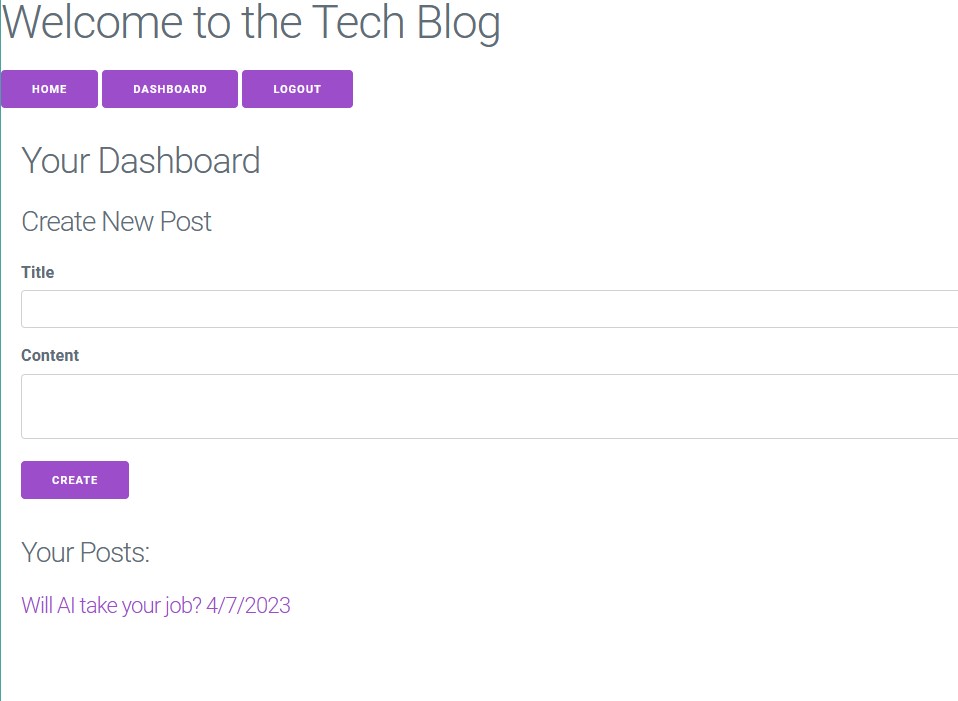 Welcome to the Tech Blog
HOME DASHBOARD LOGOUT
Your Dashboard
Create New Post
Title
Content
CREATE
Your Posts:
Will AI take your job? 4/7/2023